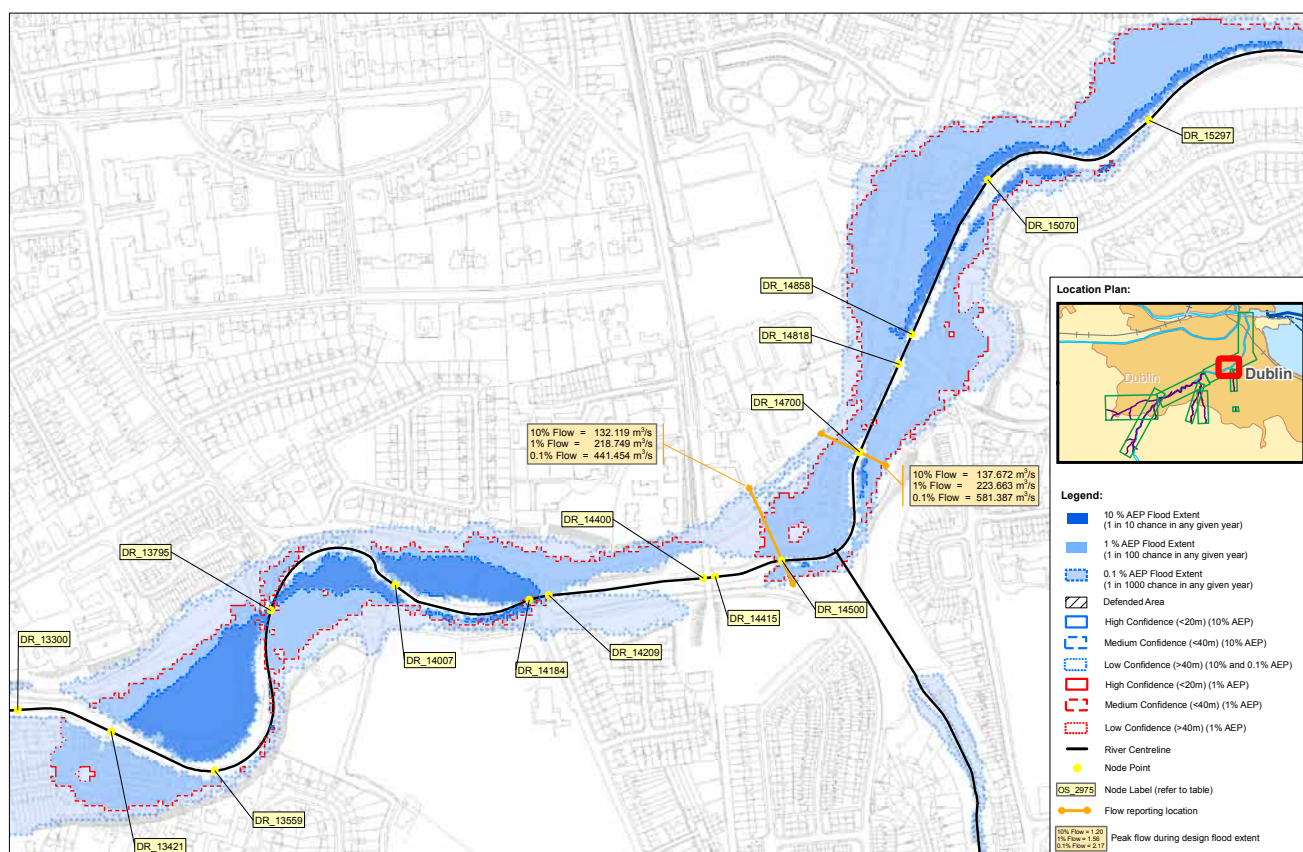 DR_15297
DR_15070
DR_14858
DR_14818
DR_14700
10% Flow = 132.119 m³/s
1% Flow = 218.749 m³/s
0.1% Flow = 441.454 m³/s
10% Flow = 137.672 m³/s
1% Flow = 223.663 m³/s
0.1% Flow = 581.387 m³/s
DR_14400
DR_13795
DR_14415
DR_14500
DR_13300
DR_14007
DR_14184
DR_14209
DR_13559
DR_13421
Location Plan:
Dublin
Dublin
Legend:
10 % AEP Flood Extent
(1 in 10 chance in any given year)
1 % AEP Flood Extent
(1 in 100 chance in any given year)
0.1 % AEP Flood Extent
(1 in 1000 chance in any given year)
Defended Area
High Confidence (<20m) (10% AEP)
Medium Confidence (<40m) (10% AEP)
Low Confidence (>40m) (10% and 0.1% AEP)
High Confidence (<20m) (1% AEP)
Medium Confidence (<40m) (1% AEP)
Low Confidence (>40m) (1% AEP)
River Centreline
Node Point
OS_2975 Node Label (refer to table)
Flow reporting location
10% Flow = 1.20
1% Flow = 1.56
0.1% Flow = 2.17
Peak flow during design flood extent